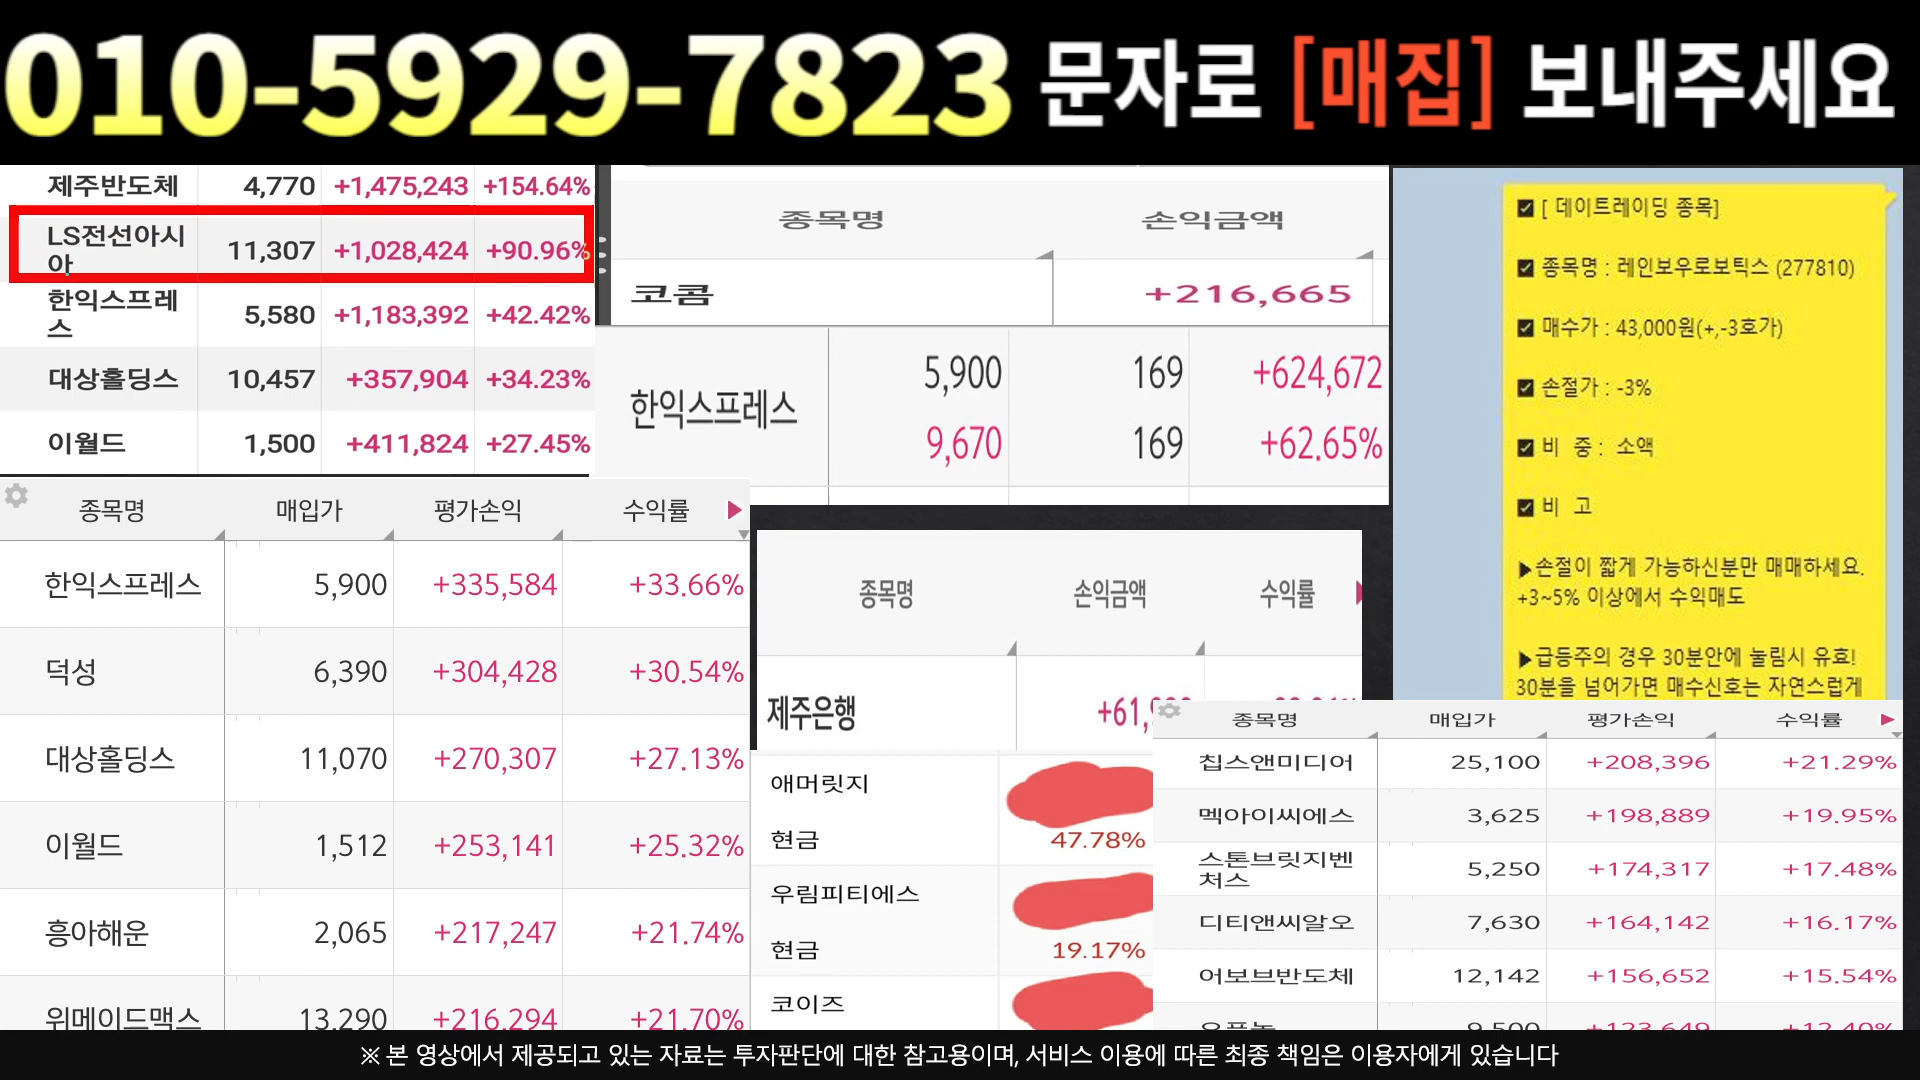 010-5929-7823 문자로 [매집] 보내주세요
제주반도체 4,770 +1,475,243 +154.64%
LS전선아시아 11,307 +1,028,424 +90.96%
한익스프레스 5,580 +1,183,392 +42.42%
대상홀딩스 10,457 +357,904 +34.23%
이월드 1,500 +411,824 +27.45%
종목명 손익금액
코콤 +216,665
한익스프레스 5,900 169 +624,672
9,670 169 +62.65%
☑ [ 데이트레이딩 종목]
☑ 종목명 : 레인보우로보틱스 (277810)
☑ 매수가 : 43,000원(+,-3호가)
☑ 손절가 : -3%
☑ 비 중 : 소액
☑ 비 고
▶손절이 짧게 가능하신분만 매매하세요.
+3~5% 이상에서 수익매도
▶급등주의 경우 30분안에 눌림시 유효!
30분을 넘어가면 매수신호는 자연스럽게
종목명 매입가 평가손익 수익률
한익스프레스 5,900 +335,584 +33.66%
덕성 6,390 +304,428 +30.54%
대상홀딩스 11,070 +270,307 +27.13%
이월드 1,512 +253,141 +25.32%
흥아해운 2,065 +217,247 +21.74%
위메이드맥스 13,290 +216,294 +21.70%
종목명 손익금액 수익률
제주은행 +61,
애머릿지
현금 47.78%
우림피티에스
현금 19.17%
코이즈
종목명 매입가 평가손익 수익률
칩스앤미디어 25,100 +208,396 +21.29%
멕아이씨에스 3,625 +198,889 +19.95%
스톤브릿지벤처스 5,250 +174,317 +17.48%
디티앤씨알오 7,630 +164,142 +16.17%
어보브반도체 12,142 +156,652 +15.54%
9,500 +123,649 +12.40%
※ 본 영상에서 제공되고 있는 자료는 투자판단에 대한 참고용이며, 서비스 이용에 따른 최종 책임은 이용자에게 있습니다